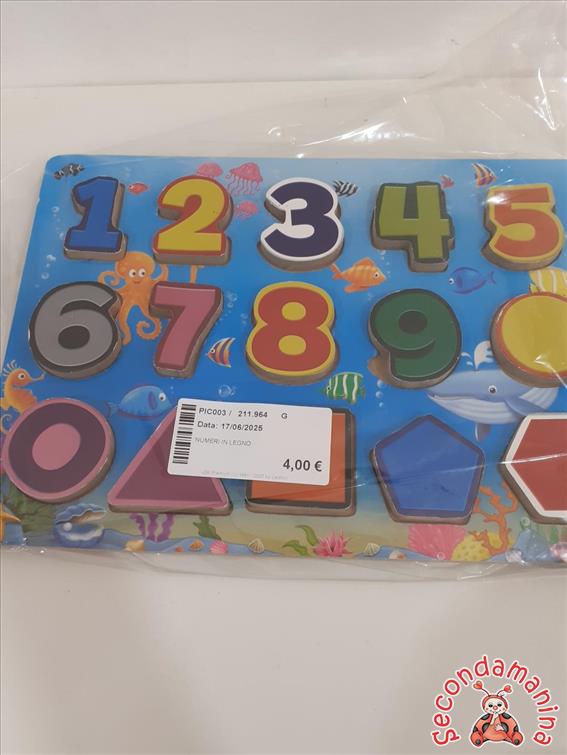 1 2 3 4 5
6 7 8 9
PIC003 / 211.964 G
Data: 17/06/2025
NUMERI IN LEGNO
4,00 €
Secondamanina